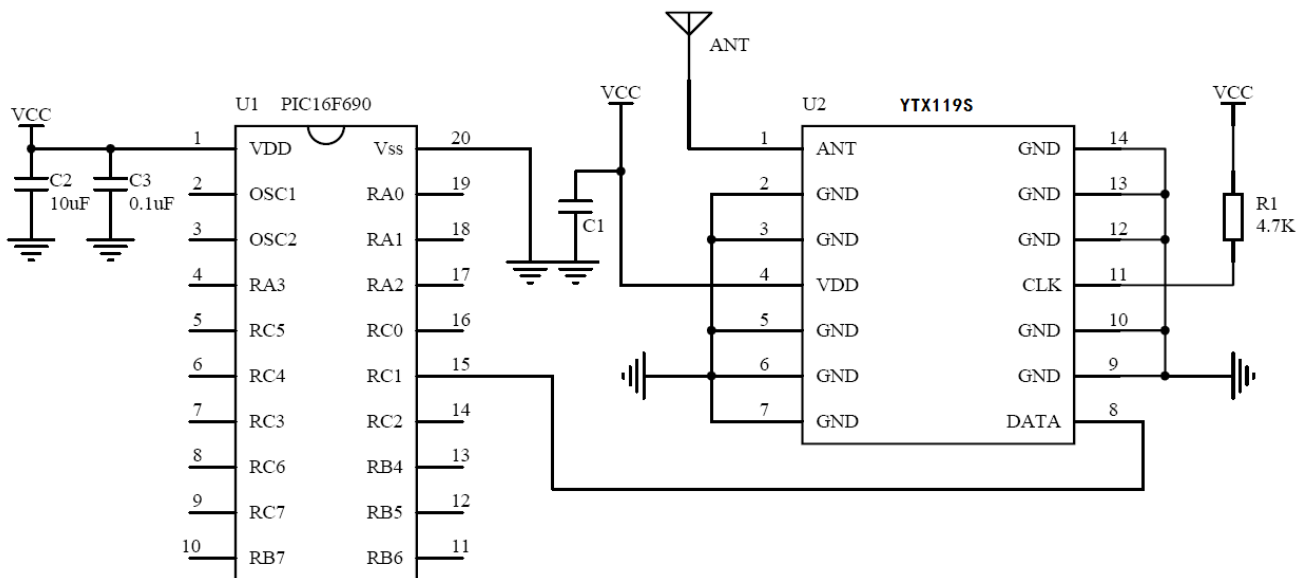 ANT
VCC
U1 PIC16F690
VCC
U2 YTX119S
VCC
1 VDD Vss 20
1 ANT GND 14
C2
10uF
C3
0.1uF
2 OSC1 RA0 19
2 GND GND 13
3 OSC2 RA1 18
C1
3 GND GND 12
R1
4.7K
4 RA3 RA2 17
4 VDD CLK 11
5 RC5 RC0 16
5 GND GND 10
6 RC4 RC1 15
6 GND GND 9
7 RC3 RC2 14
7 GND DATA 8
8 RC6 RB4 13
9 RC7 RB5 12
10 RB7 RB6 11